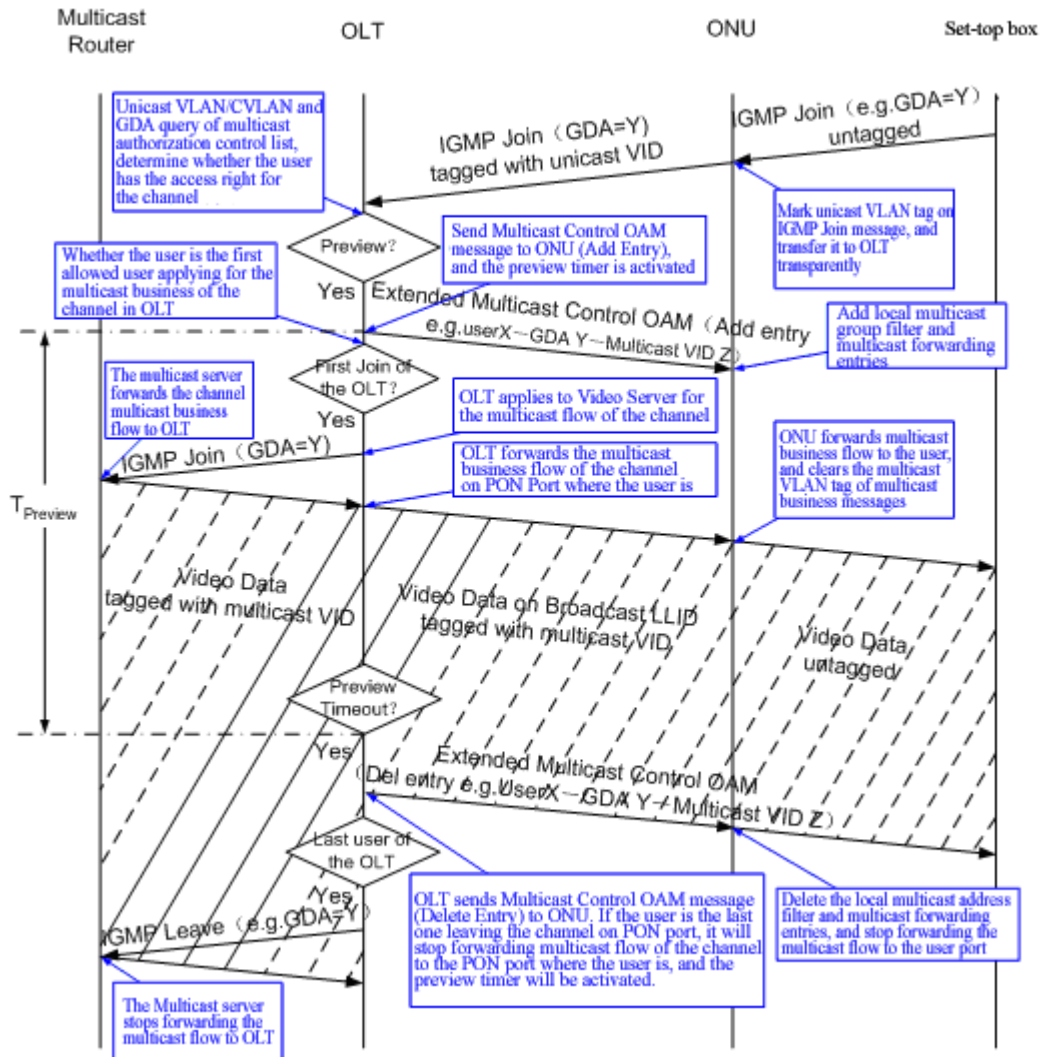 Multicast
Router
OLT
ONU
Set-top box
Unicast VLAN/CVLAN and
GDA query of multicast
authorization control list,
determine whether the user
has the access right for
the channel
IGMP Join（GDA=Y)
tagged with unicast VID
IGMP Join（e.g.GDA=Y）
untagged
Mark unicast VLAN tag on
IGMP Join message, and
transfer it to OLT
transparently
Preview?
Send Multicast Control OAM
message to ONU (Add Entry),
and the preview timer is activated
Whether the user is the first
allowed user applying for the
multicast business of the
channel in OLT
Yes
Extended Multicast Control OAM（Add entry
e.g.userX－GDA Y－Multicast VID Z）
Add local multicast
group filter and
multicast forwarding
entries
First Join of
the OLT?
The multicast server
forwards the channel
multicast business
flow to OLT
Yes
OLT applies to Video Server for
the multicast flow of the channel
IGMP Join（GDA=Y)
OLT forwards the multicast
business flow of the channel
on PON Port where the user is
ONU forwards multicast
business flow to the user,
and clears the multicast
VLAN tag of multicast
business messages
TPreview
Video Data
tagged with multicast VID
Video Data on Broadcast LLID
tagged with multicast VID
Video Data
untagged
Preview
Timeout?
Yes
Extended Multicast Control OAM
（Del entry e.g.UserX－GDA Y－Multicast VID Z）
Last user of
the OLT
Yes
IGMP Leave（e.g.GDA=Y）
OLT sends Multicast Control OAM message
(Delete Entry) to ONU. If the user is the last
one leaving the channel on PON port, it will
stop forwarding multicast flow of the channel
to the PON port where the user is, and the
preview timer will be activated.
Delete the local multicast address
filter and multicast forwarding
entries, and stop forwarding the
multicast flow to the user port
The Multicast server
stops forwarding the
multicast flow to OLT